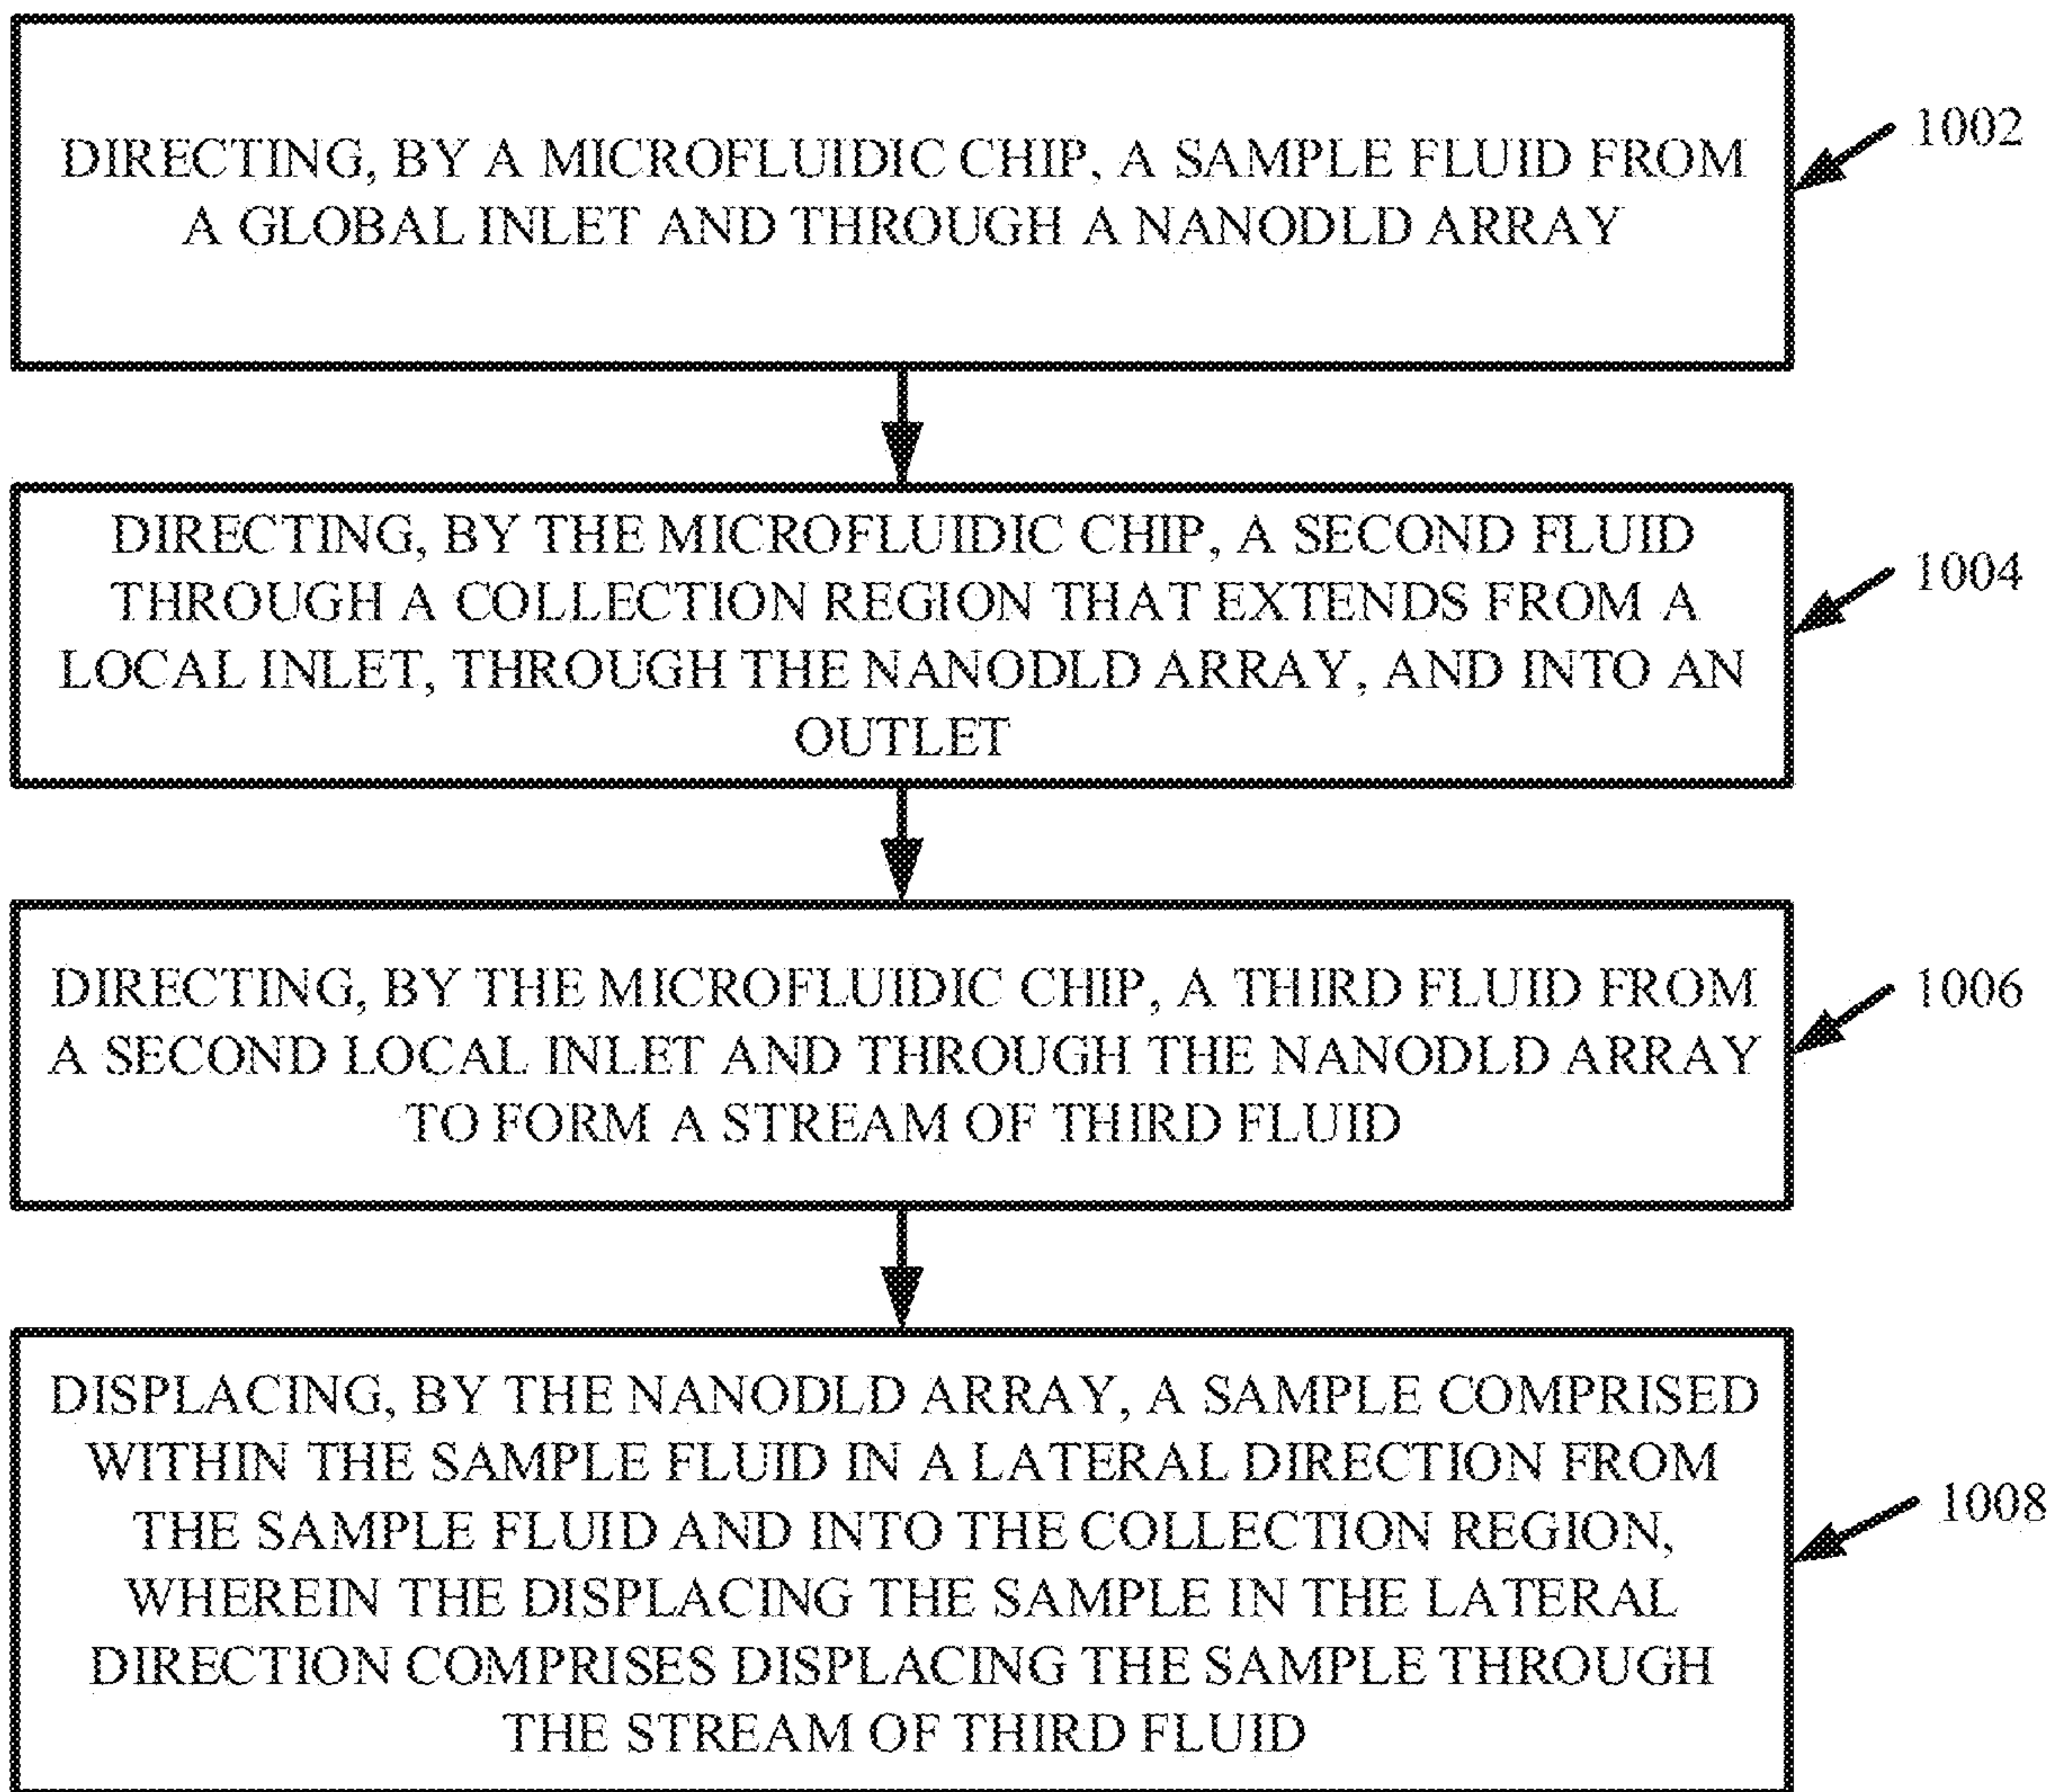 DIRECTING, BY A MICROFLUIDIC CHIP, A SAMPLE FLUID FROM
A GLOBAL INLET AND THROUGH A NANODLD ARRAY
1002
DIRECTING, BY THE MICROFLUIDIC CHIP, A SECOND FLUID
THROUGH A COLLECTION REGION THAT EXTENDS FROM A
LOCAL INLET, THROUGH THE NANODLD ARRAY, AND INTO AN
OUTLET
1004
DIRECTING, BY THE MICROFLUIDIC CHIP, A THIRD FLUID FROM
A SECOND LOCAL INLET AND THROUGH THE NANODLD ARRAY
TO FORM A STREAM OF THIRD FLUID
1006
DISPLACING, BY THE NANODLD ARRAY, A SAMPLE COMPRISED
WITHIN THE SAMPLE FLUID IN A LATERAL DIRECTION FROM
THE SAMPLE FLUID AND INTO THE COLLECTION REGION,
WHEREIN THE DISPLACING THE SAMPLE IN THE LATERAL
DIRECTION COMPRISES DISPLACING THE SAMPLE THROUGH
THE STREAM OF THIRD FLUID
1008